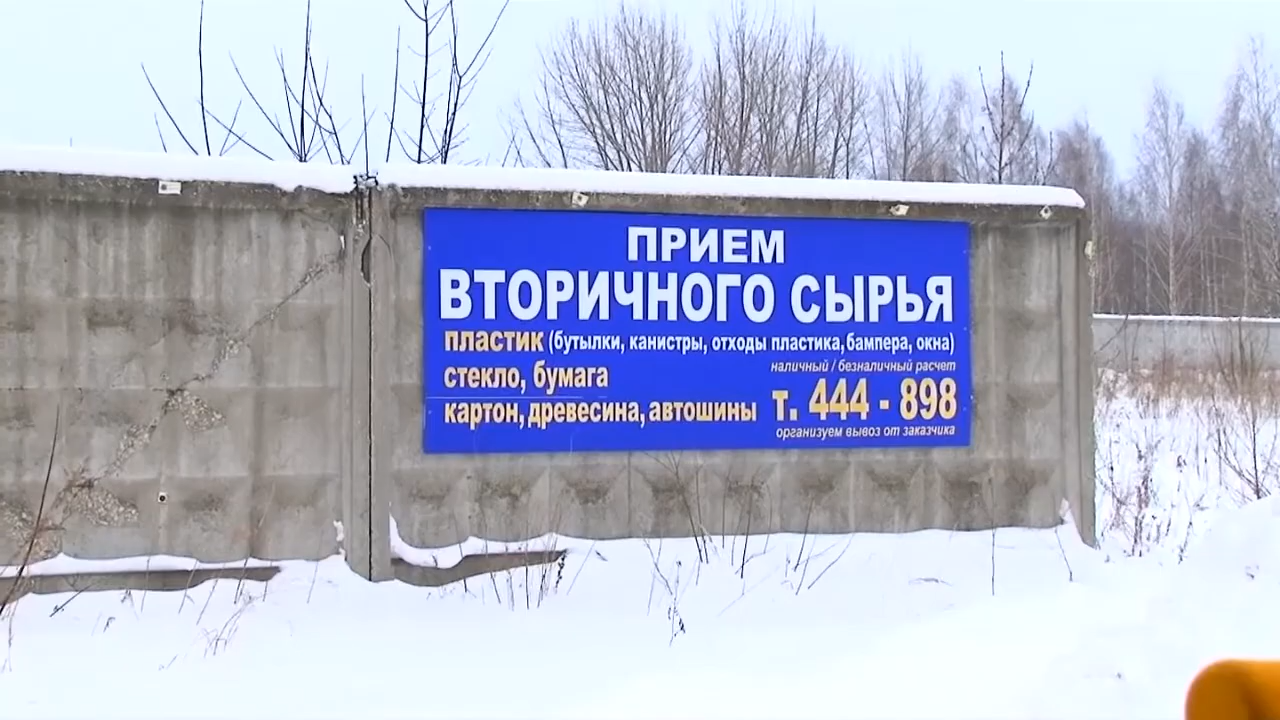 ПРИЕМ
ВТОРИЧНОГО СЫРЬЯ
пластик (бутылки, канистры, отходы пластика, бампера, окна)
стекло, бумага
картон, древесина, автошины
наличный / безналичный расчет
т. 444 - 898
организуем вывоз от заказчика